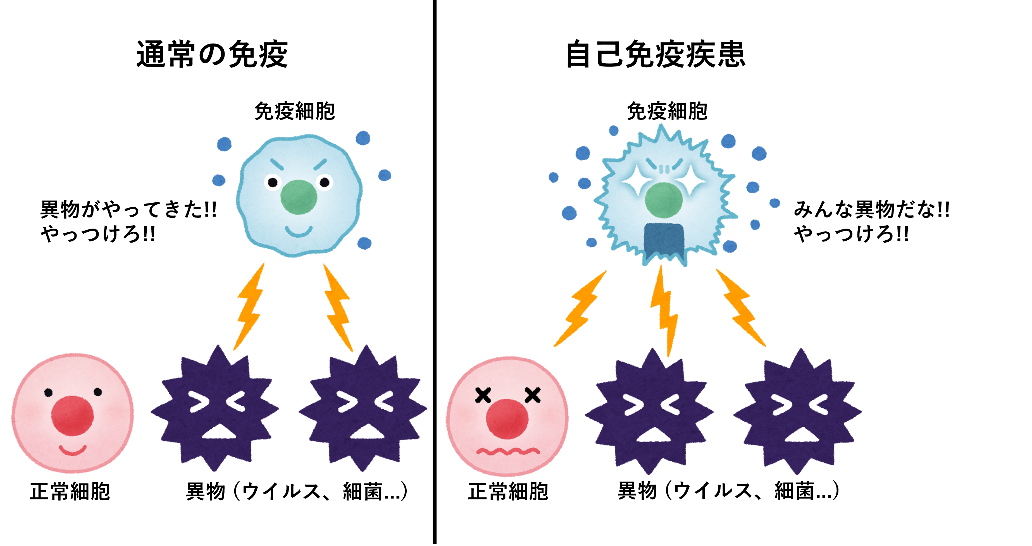 通常の免疫
免疫細胞
異物がやってきた!!
やっつけろ!!
正常細胞
異物(ウイルス、細菌...)
自己免疫疾患
免疫細胞
みんな異物だな!!
やっつけろ!!
正常細胞
異物(ウイルス、細菌...)